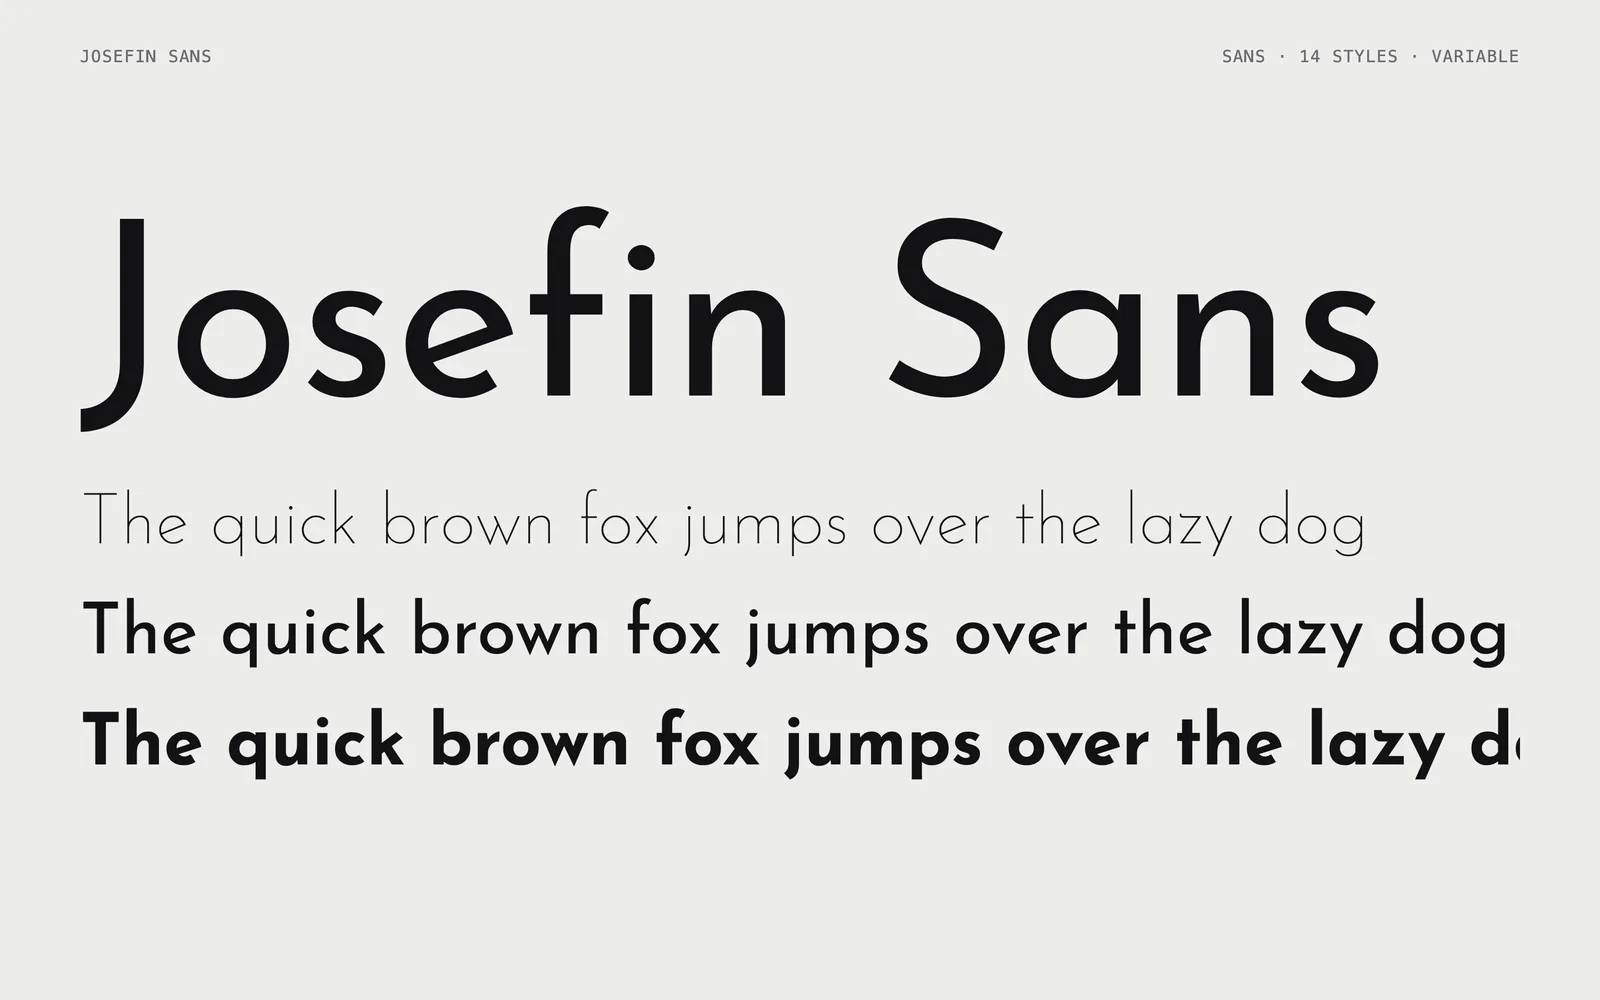 JOSEFIN SANS
SANS · 14 STYLES · VARIABLE
Josefin Sans
The quick brown fox jumps over the lazy dog
The quick brown fox jumps over the lazy dog
The quick brown fox jumps over the lazy